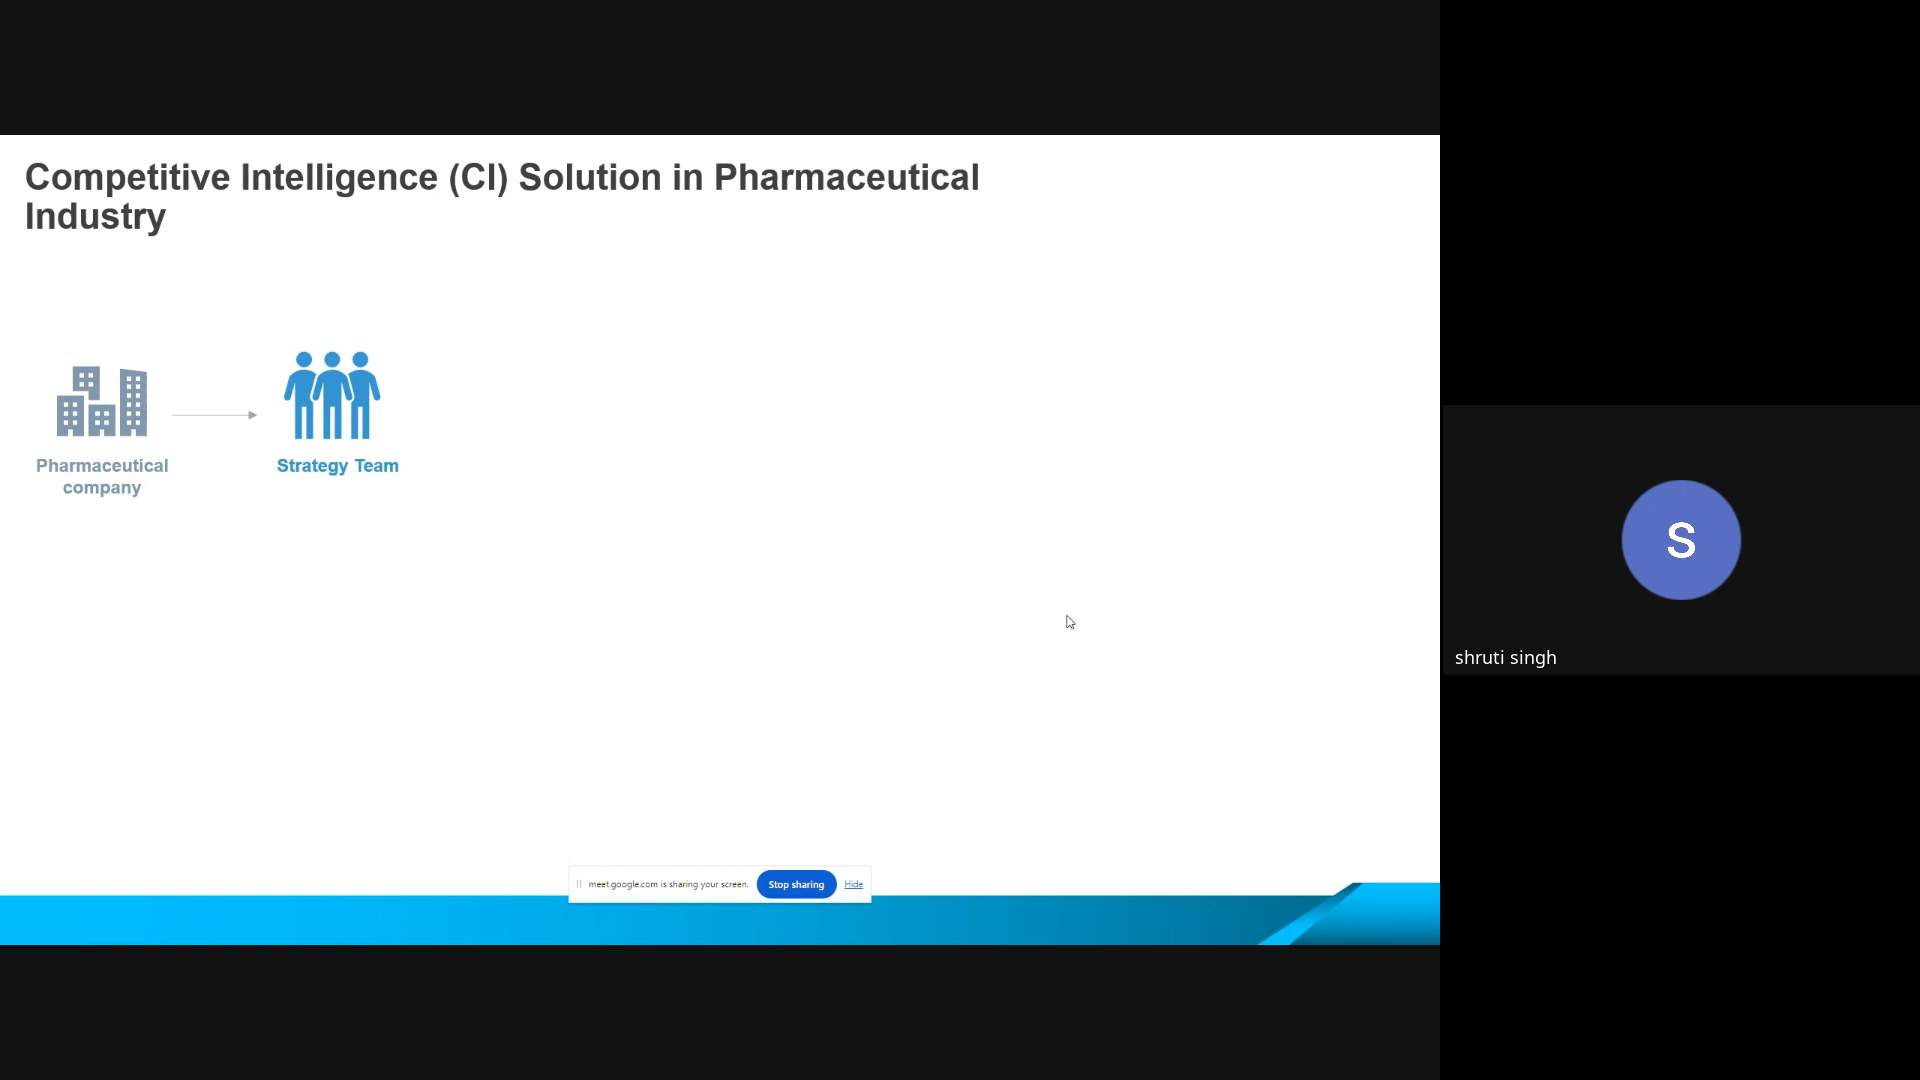 Competitive Intelligence (CI) Solution in Pharmaceutical
Industry
Pharmaceutical
company
Strategy Team
meet.google.com is sharing your screen.
Stop sharing
Hide
S
shruti singh